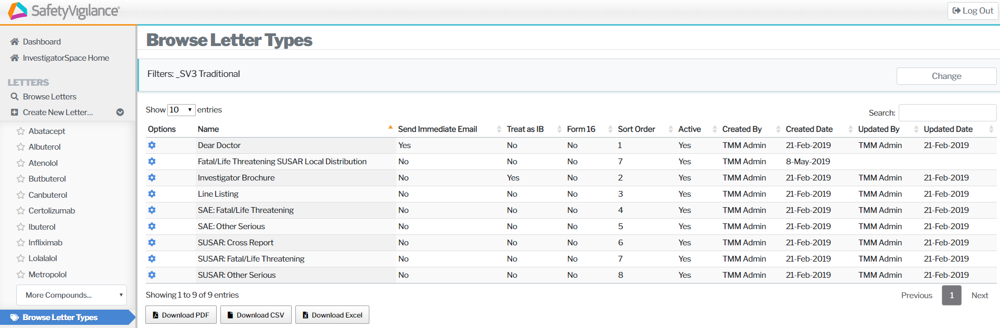 SafetyVigilance®
Log Out
Dashboard
InvestigatorSpace Home
LETTERS
Browse Letters
Create New Letter...
Abatacept
Albuterol
Atenolol
Butbuterol
Canbuterol
Certolizumab
Ibuterol
Infliximab
Lolalalol
Metropolol
More Compounds...
Browse Letter Types
Browse Letter Types
Filters: _SV3 Traditional
Change
Show 10 entries
Search:
Options Name Send Immediate Email Treat as IB Form 16 Sort Order Active Created By Created Date Updated By Updated Date
Dear Doctor Yes No No 1 Yes TMM Admin 21-Feb-2019 TMM Admin 21-Feb-2019
Fatal/Life Threatening SUSAR Local Distribution No No No 7 Yes TMM Admin 8-May-2019
Investigator Brochure No Yes No 2 Yes TMM Admin 21-Feb-2019 TMM Admin 21-Feb-2019
Line Listing No No No 3 Yes TMM Admin 21-Feb-2019 TMM Admin 21-Feb-2019
SAE: Fatal/Life Threatening No No No 4 Yes TMM Admin 21-Feb-2019 TMM Admin 21-Feb-2019
SAE: Other Serious No No No 5 Yes TMM Admin 21-Feb-2019 TMM Admin 21-Feb-2019
SUSAR: Cross Report No No No 6 Yes TMM Admin 21-Feb-2019 TMM Admin 21-Feb-2019
SUSAR: Fatal/Life Threatening No No No 7 Yes TMM Admin 21-Feb-2019 TMM Admin 21-Feb-2019
SUSAR: Other Serious No No No 8 Yes TMM Admin 21-Feb-2019 TMM Admin 21-Feb-2019
Showing 1 to 9 of 9 entries
Previous 1 Next
Download PDF Download CSV Download Excel